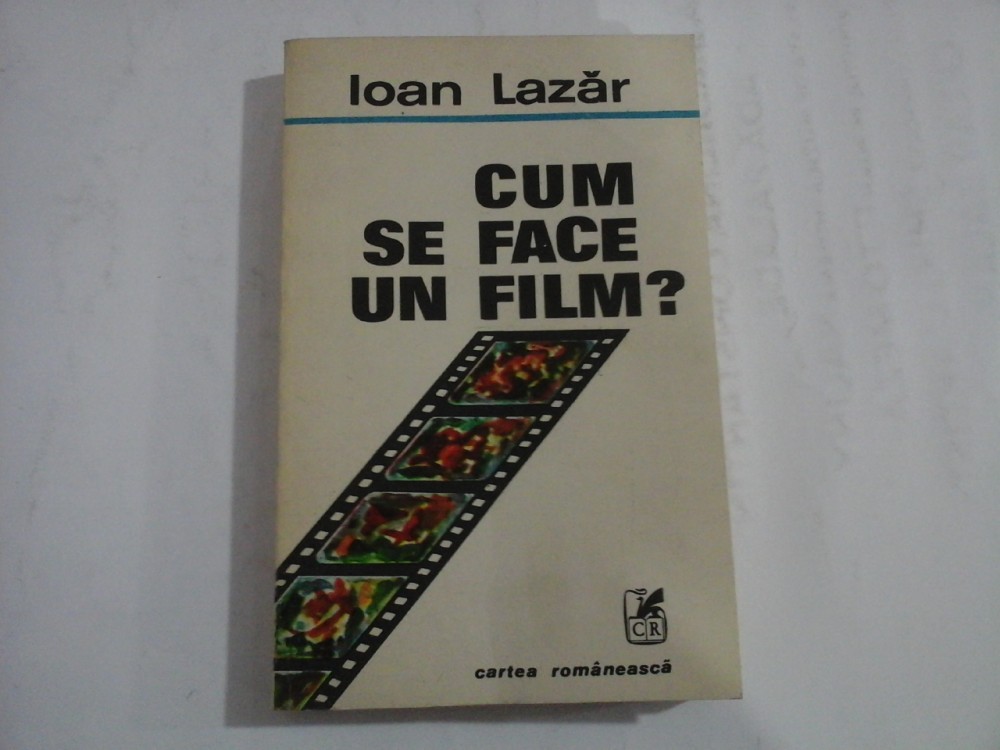 Ioan Lazăr
CUM
SE FACE
UN FILM?
CR
cartea românească